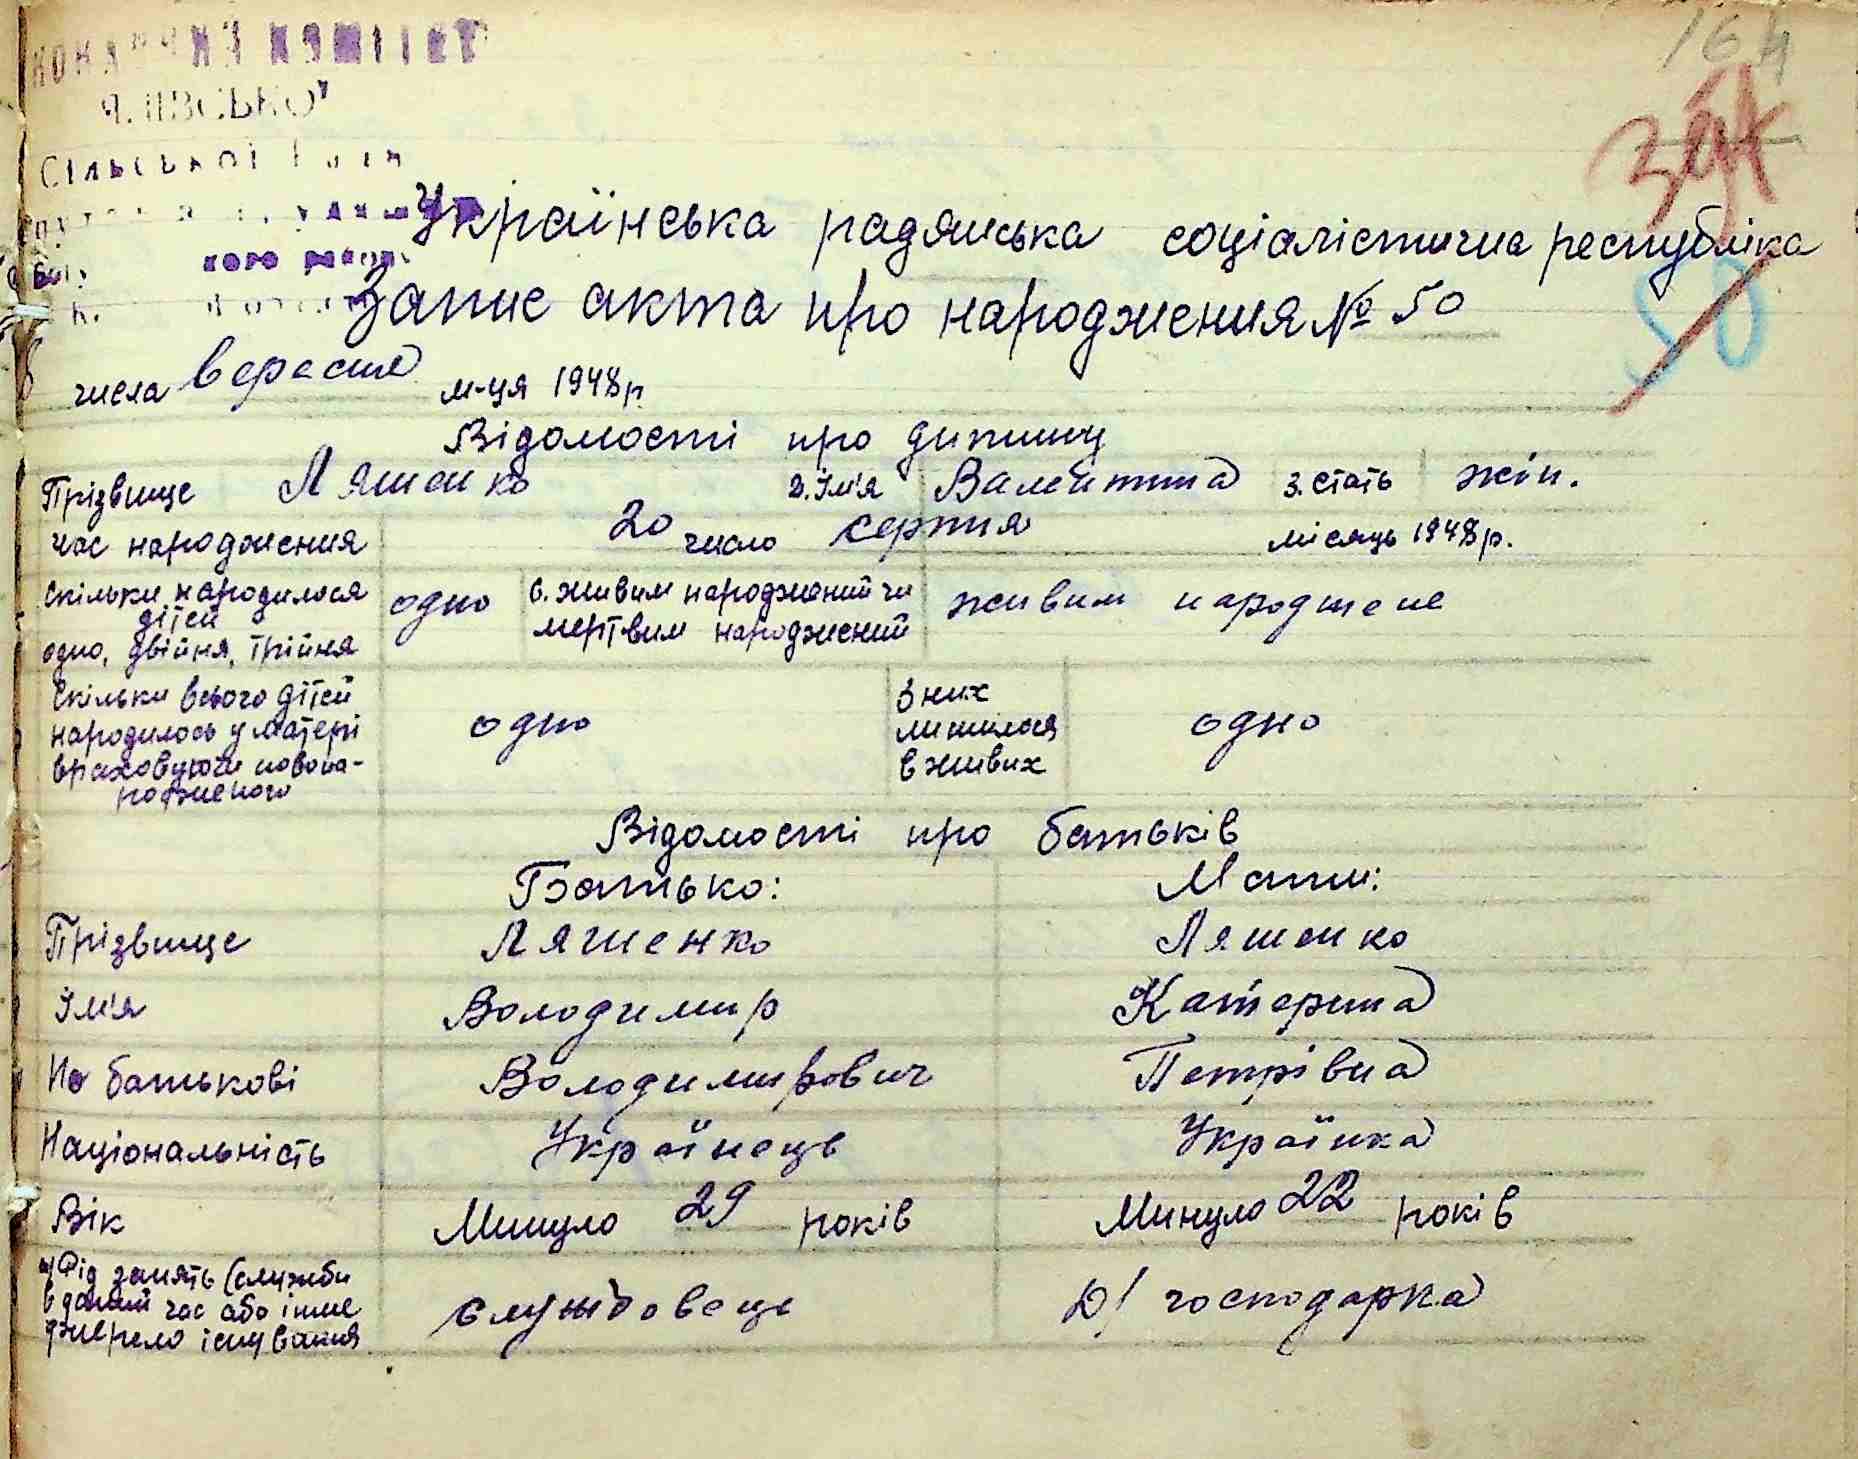 КОМІТЕТ
Сільської
164
Українська радянська соціалістична республіка
кого
Запис акта про народження № 50
50
числа вересня м-ця 1948 р.
Відомості про дитину
Прізвище Ляшенко 2. Ім'я Валентина 3. стать жін.
час народження 20 число серпня місяць 1948 р.
Скільки народилося дітей одно, двійня, трійня
одно
6. живим народжений чи мертвим народжений
живим народжене
Скільки всього дітей народилось у матері враховуючи новонародженого
одно
З них лишилося в живих
одно
Відомості про батьків
Батько: Мати:
Прізвище Ляшенко Ляшенко
Ім'я Володимир Катерина
По батькові Володимирович Петрівна
Національність Українець Українка
Вік Минуло 29 років Минуло 22 років
Рід занять (служби в даний час або інше джерело існування
службовець Д/господарка